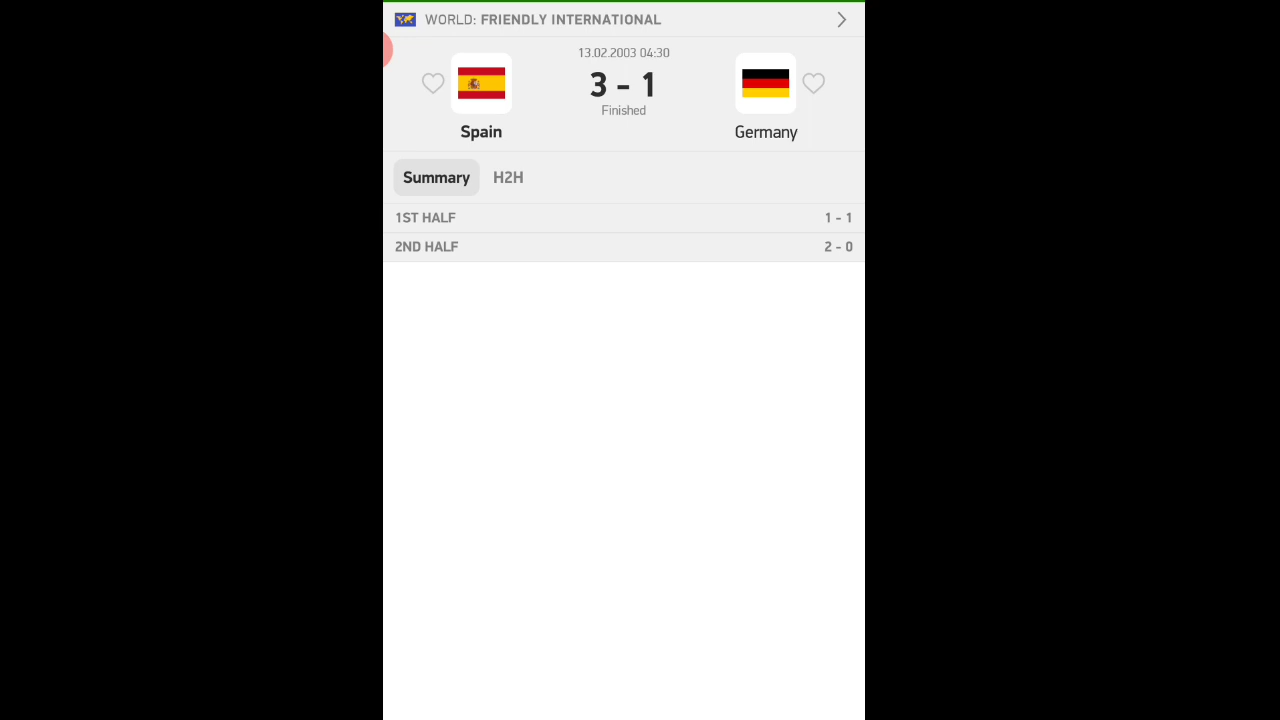 WORLD: FRIENDLY INTERNATIONAL
13.02.2003 04:30
3 - 1
Finished
Spain
Germany
Summary H2H
1ST HALF 1 - 1
2ND HALF 2 - 0